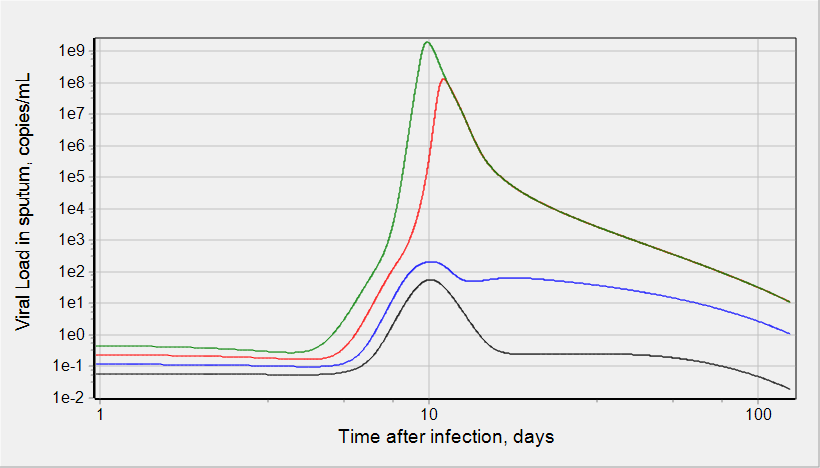 Viral Load in sputum, copies/mL
1e9
1e8
1e7
1e6
1e5
1e4
1e3
1e2
1e1
1e0
1e-1
1e-2
1 10 100
Time after infection, days